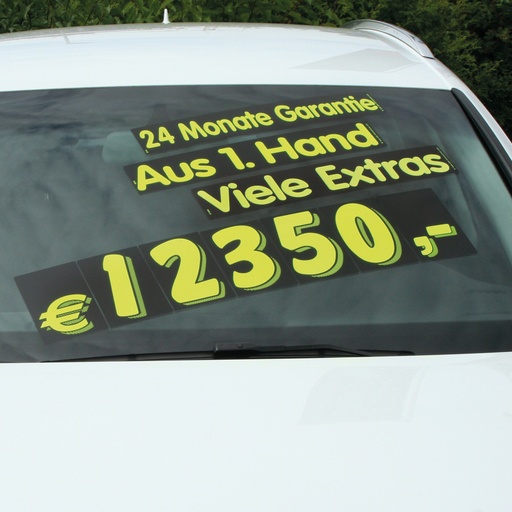 24 Monate Garantie
Aus 1. Hand
Viele Extras
€ 12350,-